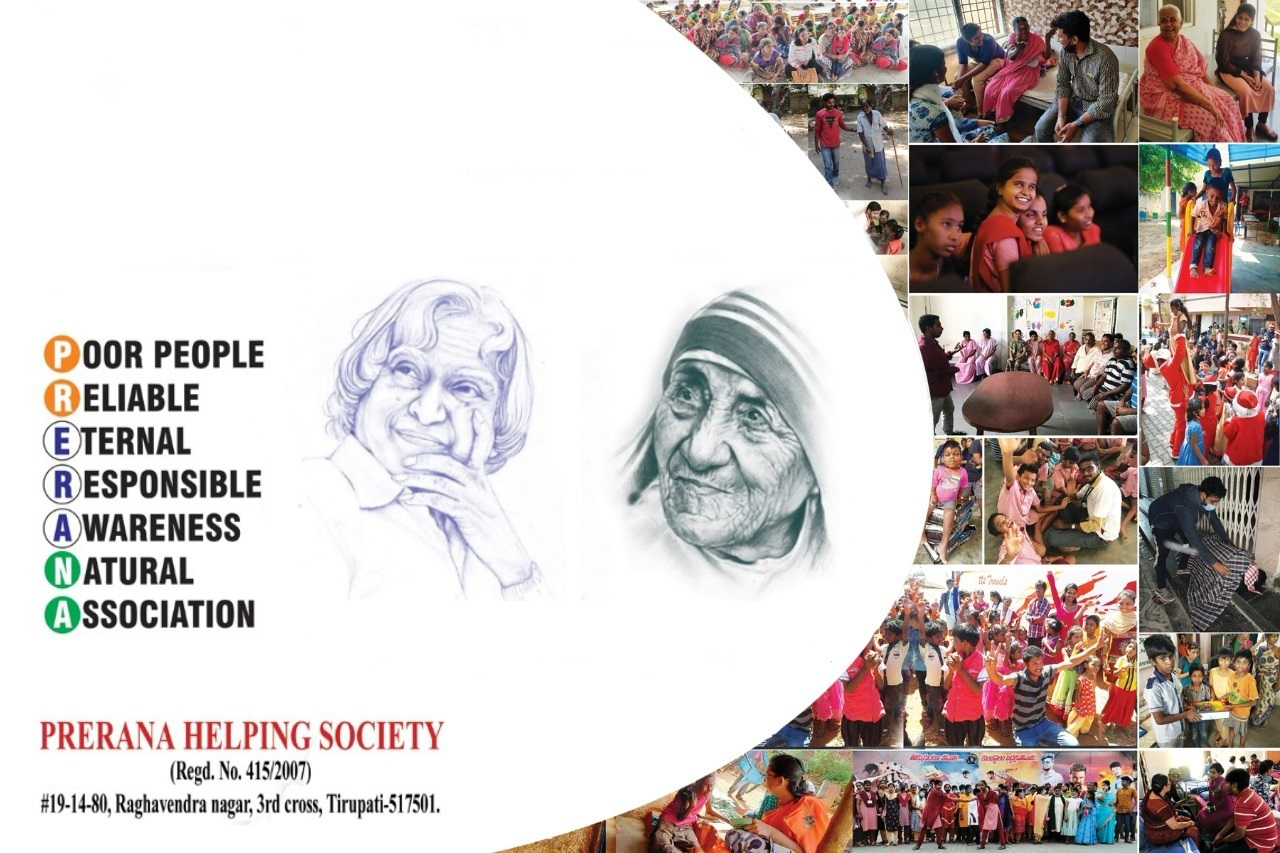 POOR PEOPLE
RELIABLE
ETERNAL
RESPONSIBLE
AWARENESS
NATURAL
ASSOCIATION
PRERANA HELPING SOCIETY
(Regd. No. 415/2007)
#19-14-80, Raghavendra nagar, 3rd cross, Tirupati-517501.
Travels